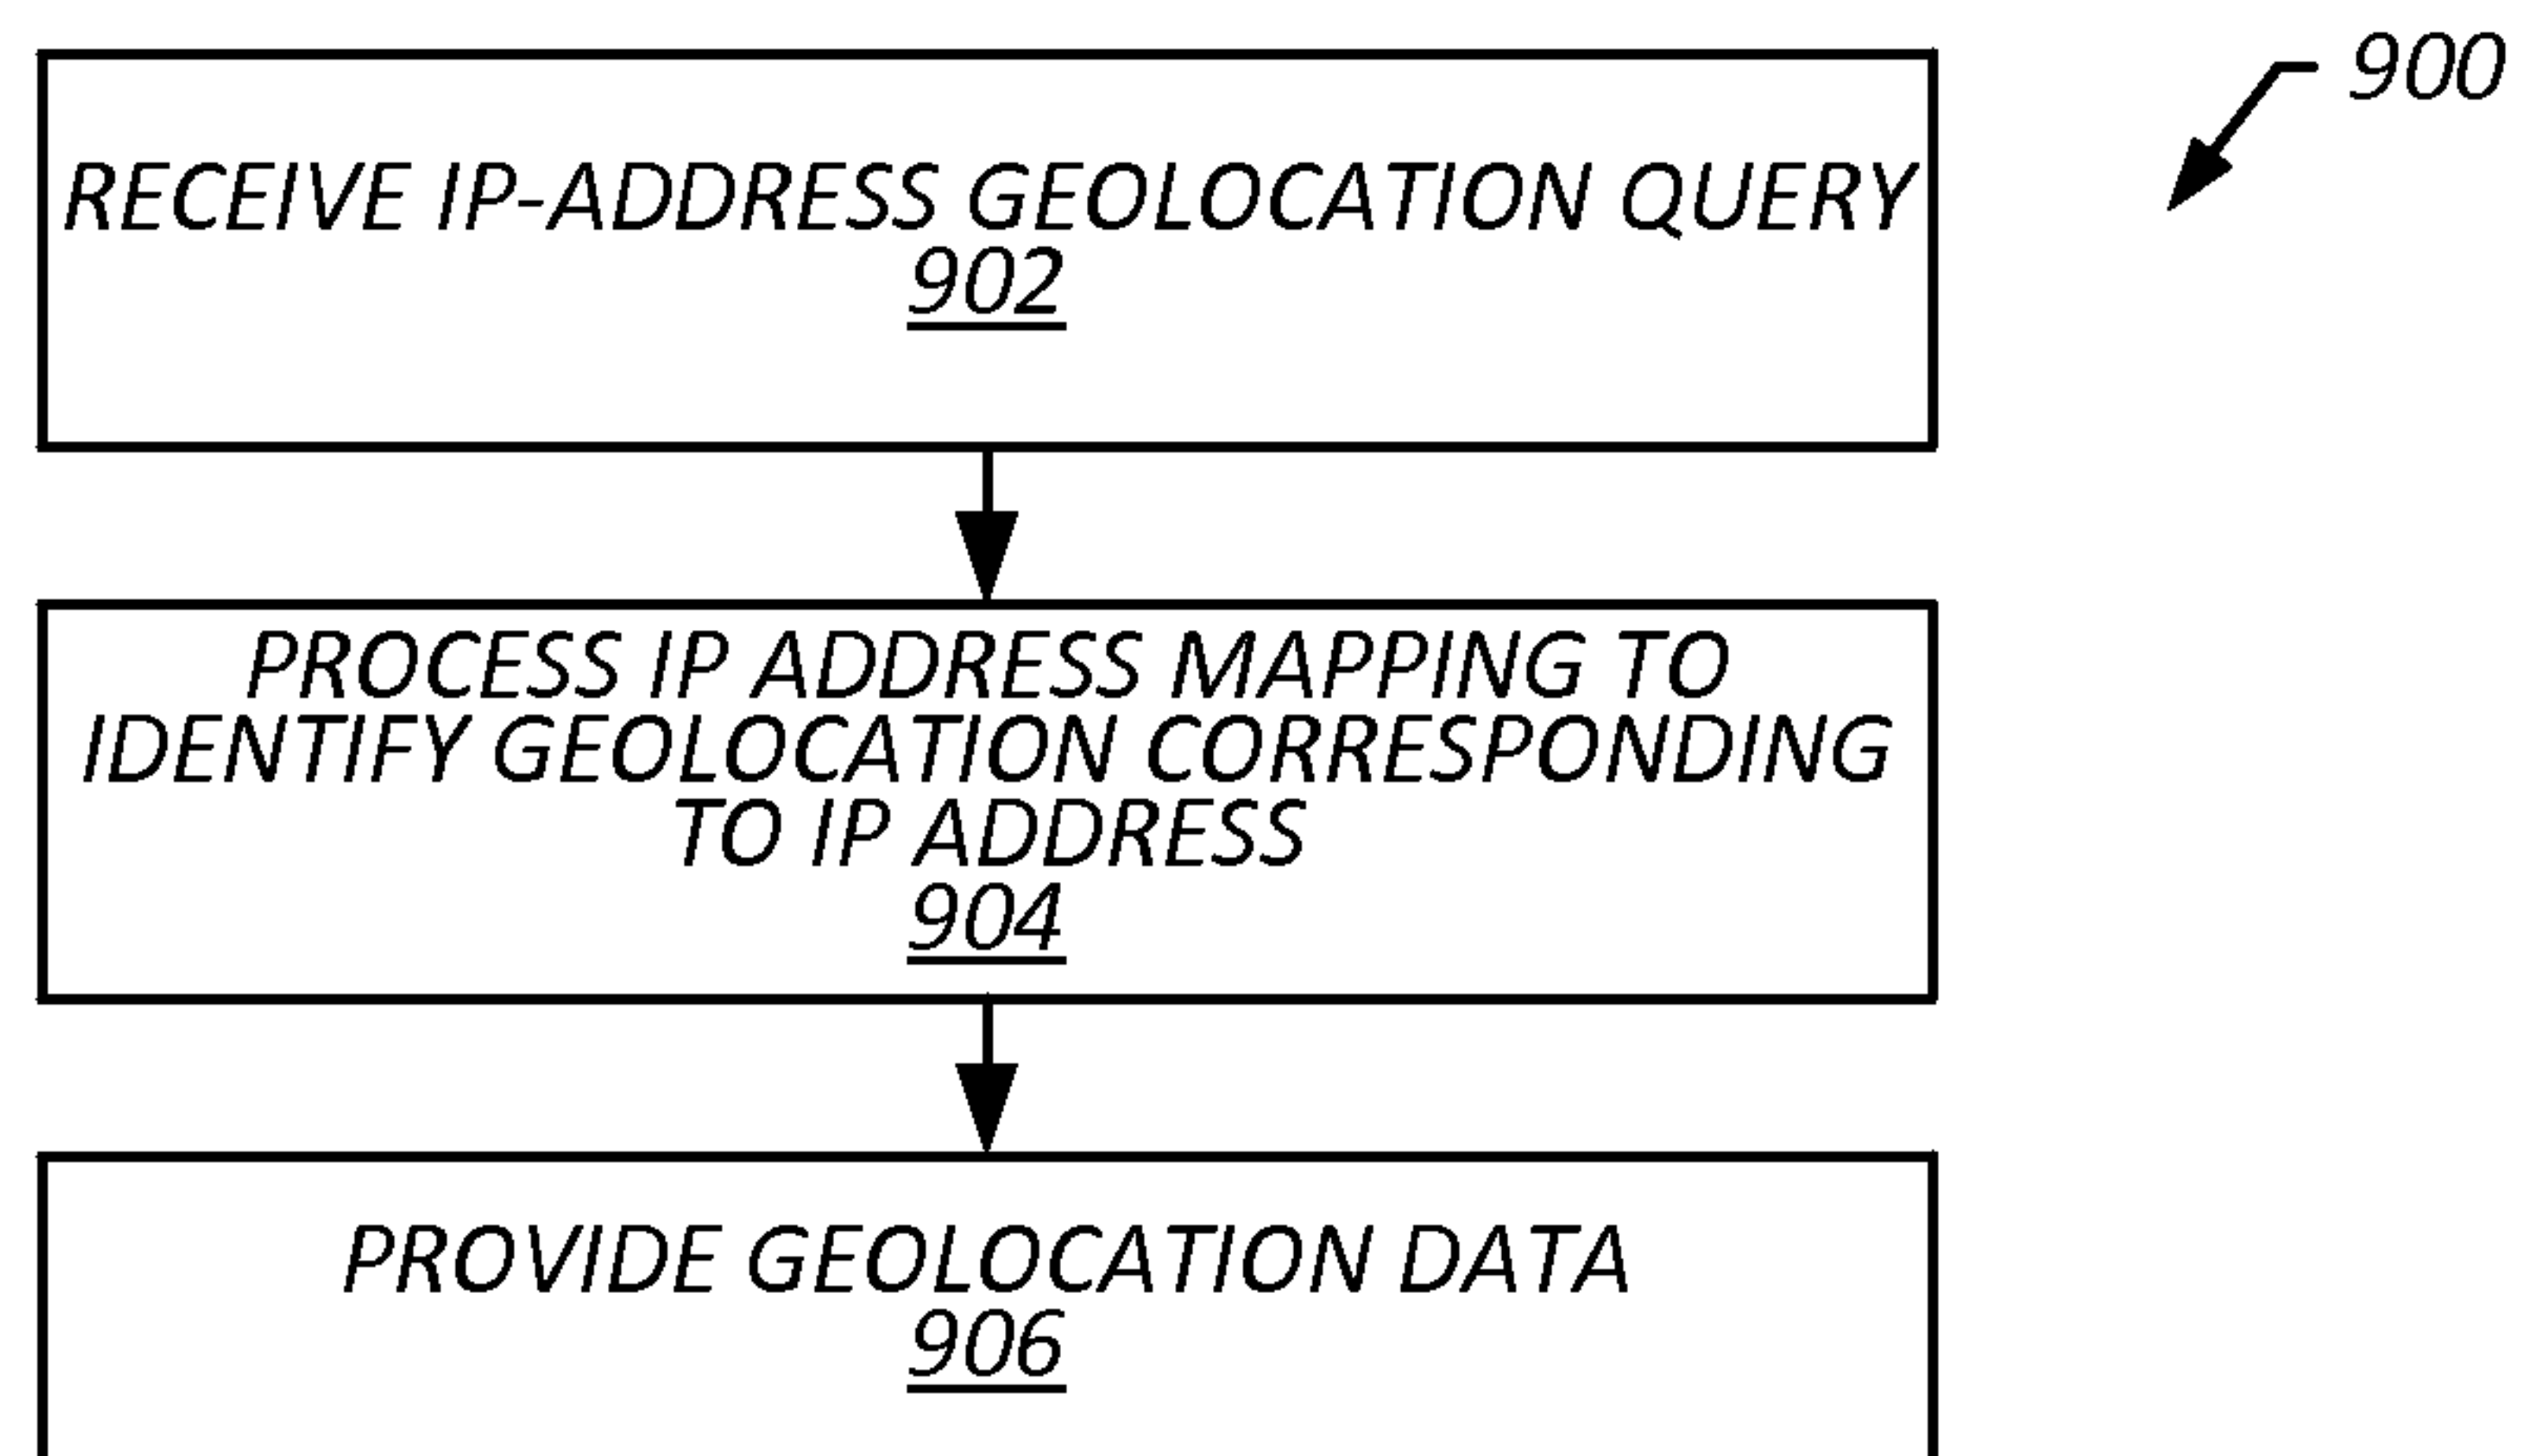 900
RECEIVE IP-ADDRESS GEOLOCATION QUERY
902
PROCESS IP ADDRESS MAPPING TO
IDENTIFY GEOLOCATION CORRESPONDING
TO IP ADDRESS
904
PROVIDE GEOLOCATION DATA
906